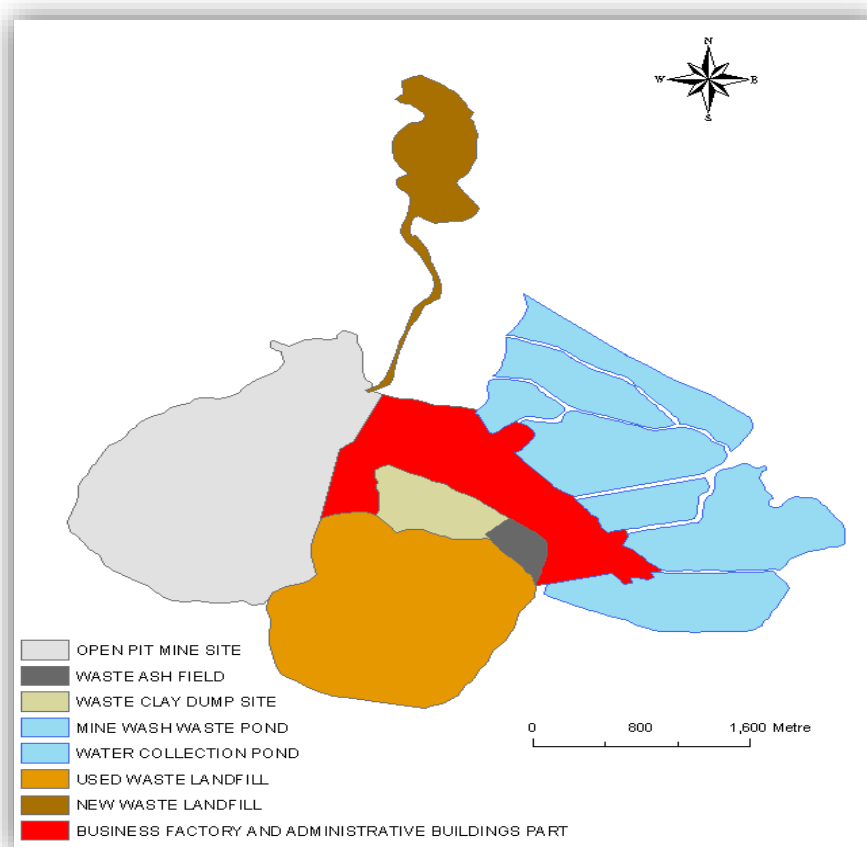 N
W B
S
OPEN PIT MINE SITE
WASTE ASH FIELD
WASTE CLAY DUMP SITE
MINE WASH WASTE POND
WATER COLLECTION POND
USED WASTE LANDFILL
NEW WASTE LANDFILL
BUSINESS FACTORY AND ADMINISTRATIVE BUILDINGS PART
0 800 1,600 Metre